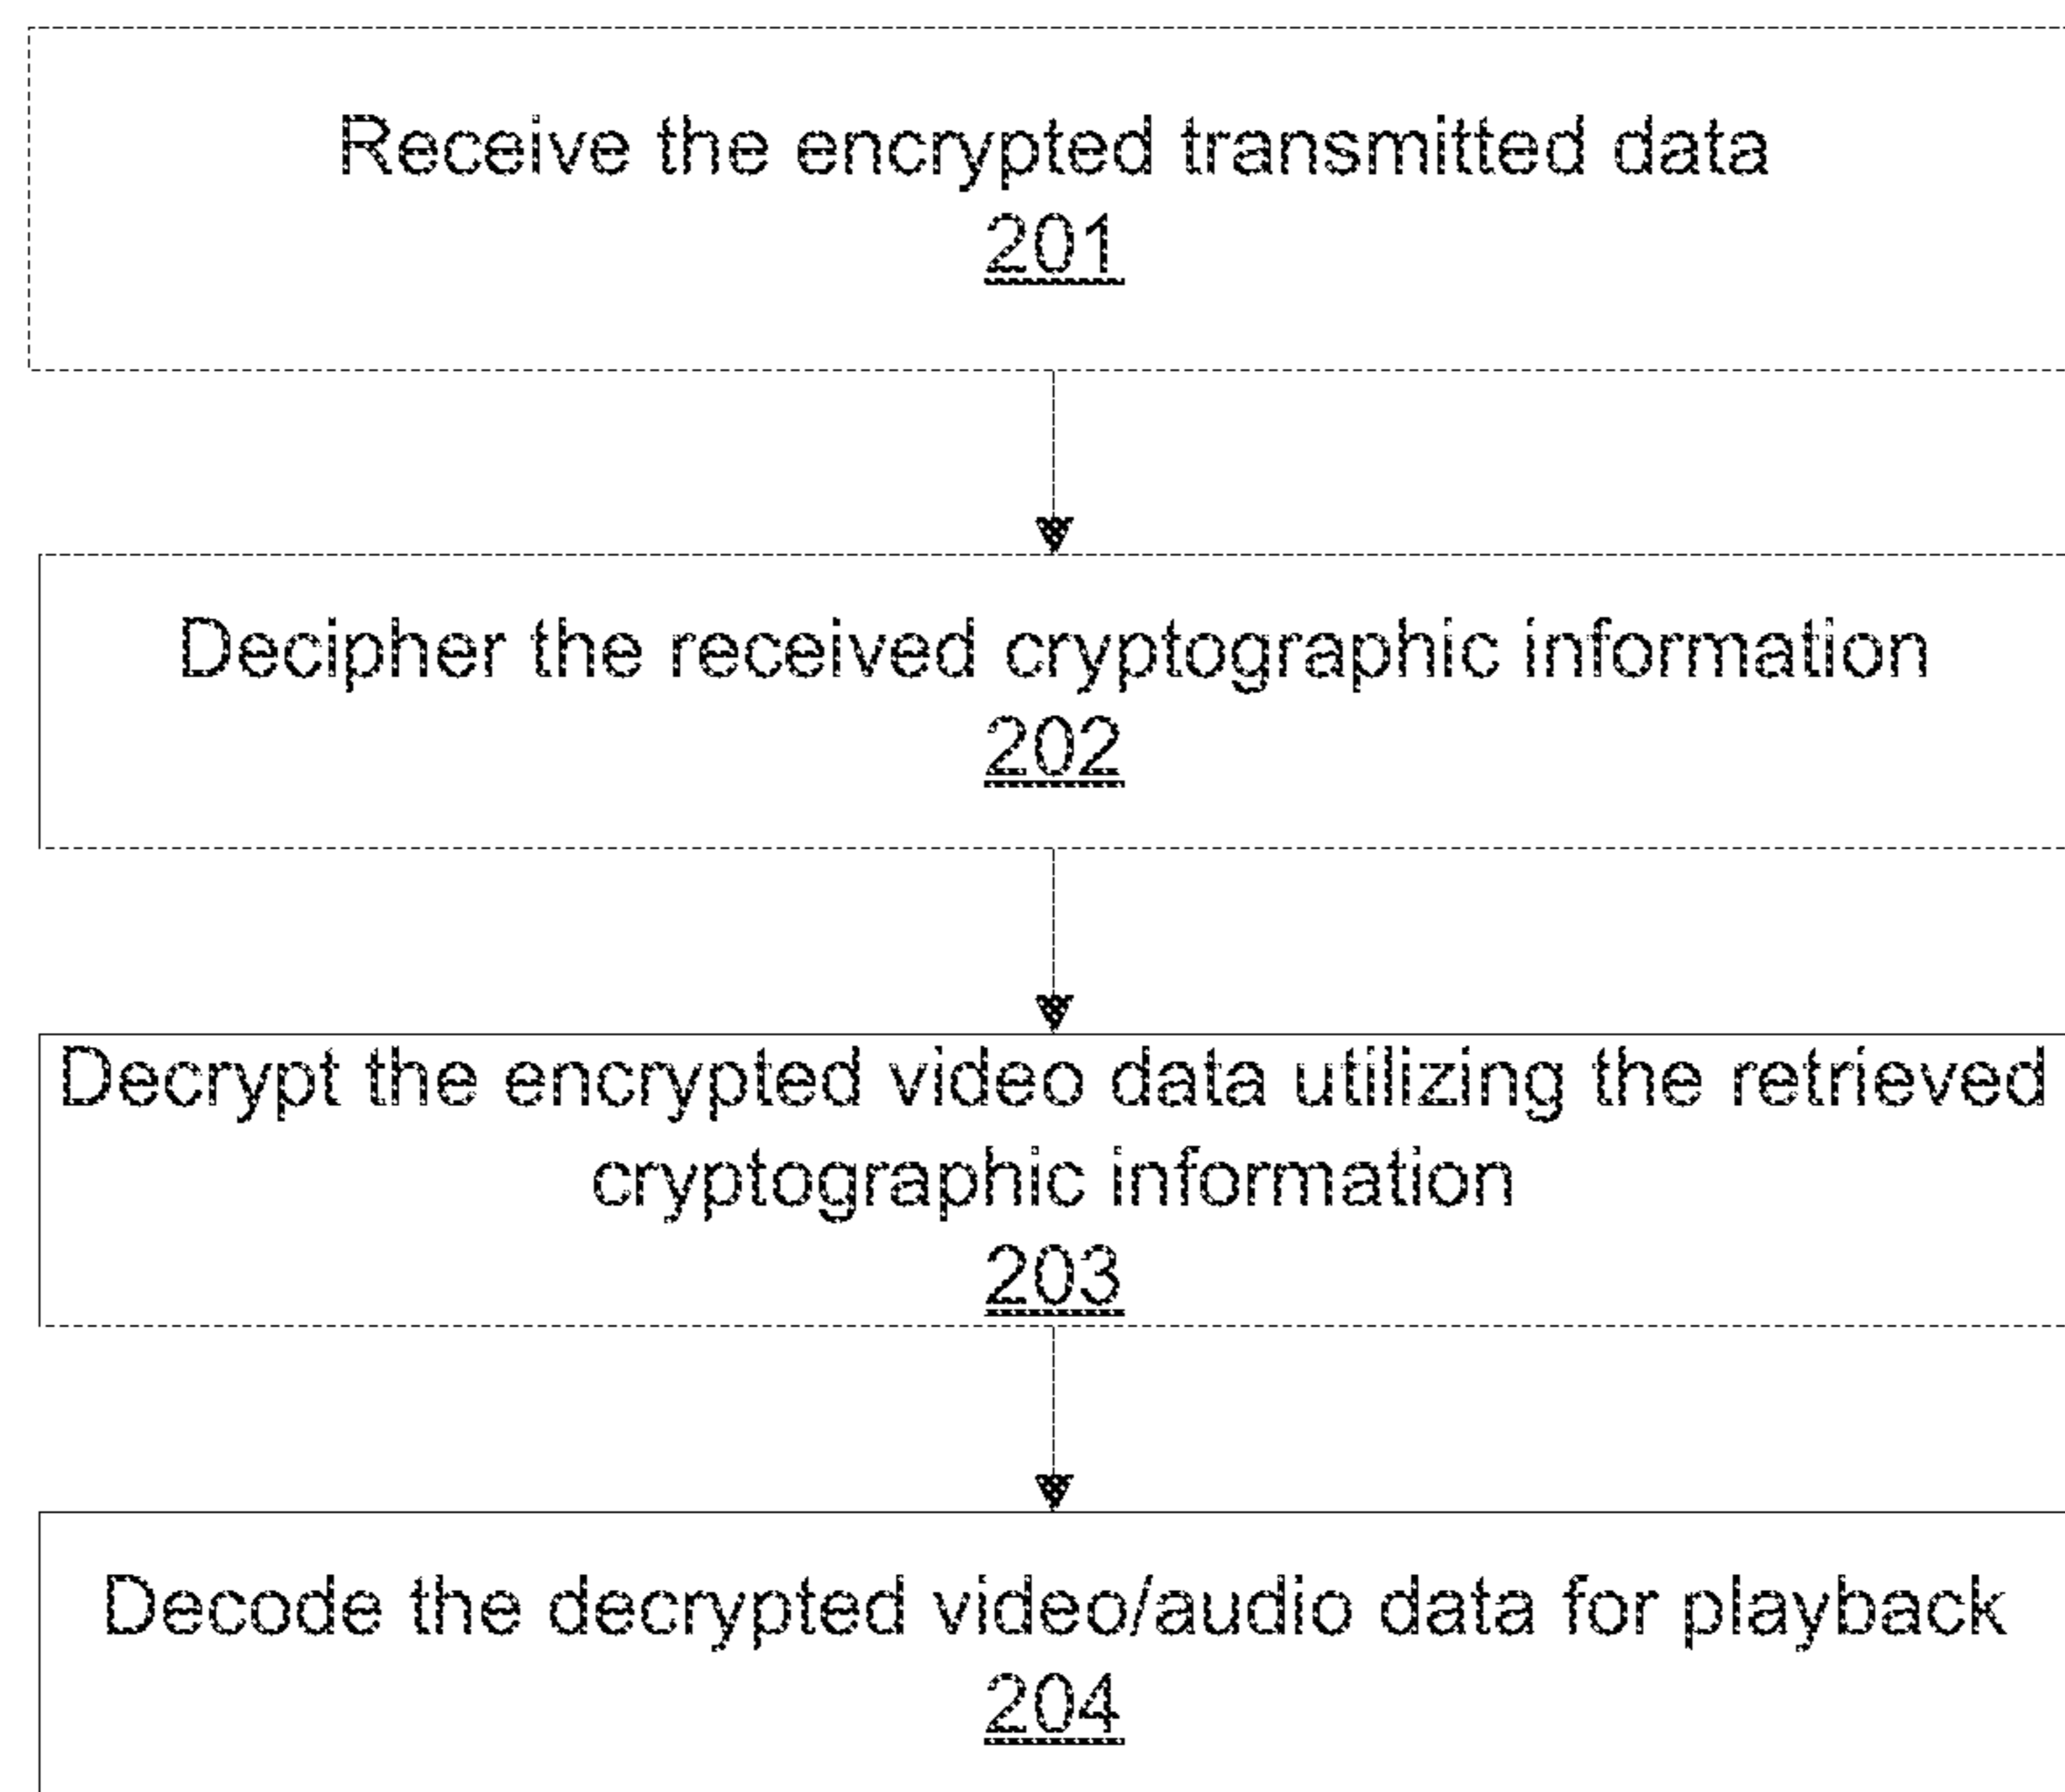 Receive the encrypted transmitted data
201
Decipher the received cryptographic information
202
Decrypt the encrypted video data utilizing the retrieved
cryptographic information
203
Decode the decrypted video/audio data for playback
204